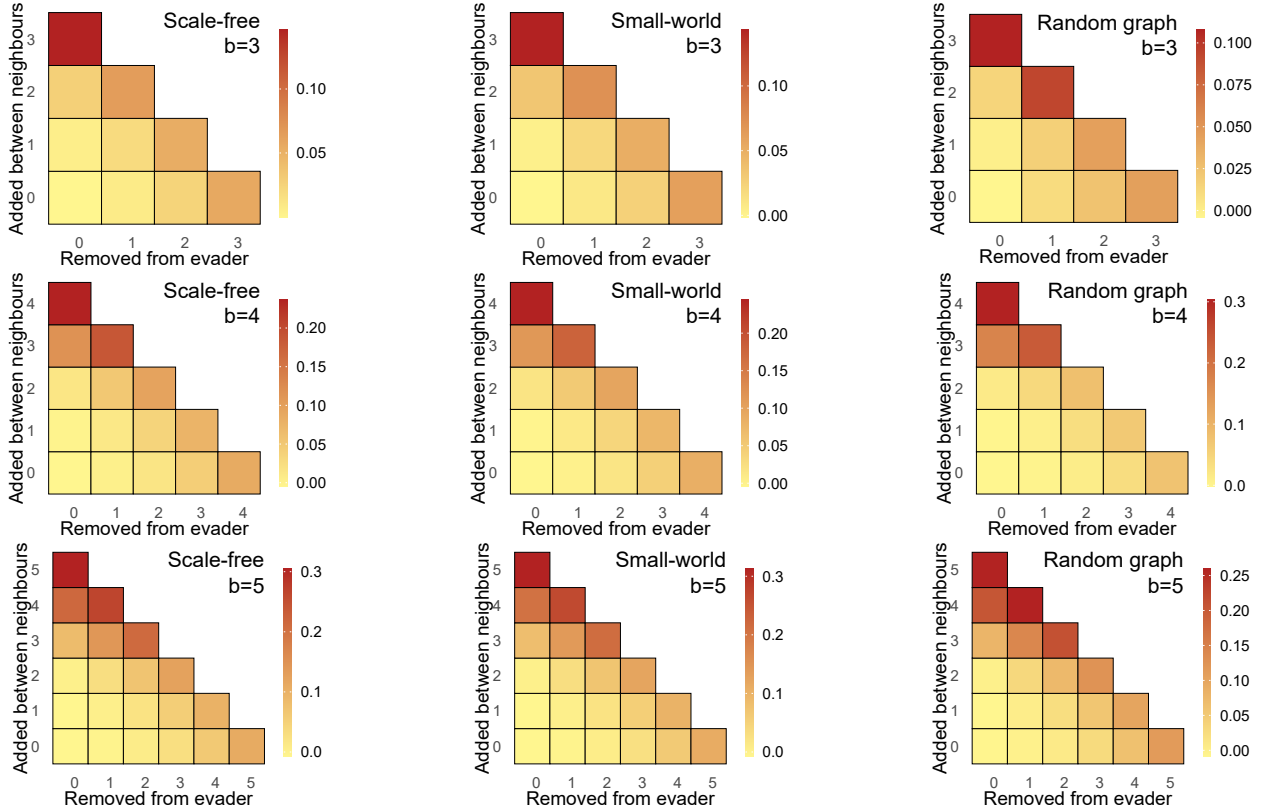 Scale-free
b=3
Added between neighbours
3
2
1
0
0 1 2 3
Removed from evader
0.10
0.05
Small-world
b=3
Added between neighbours
3
2
1
0
0 1 2 3
Removed from evader
0.10
0.05
0.00
Random graph
b=3
Added between neighbours
3
2
1
0
0 1 2 3
Removed from evader
0.100
0.075
0.050
0.025
0.000
Scale-free
b=4
Added between neighbours
4
3
2
1
0
0 1 2 3 4
Removed from evader
0.20
0.15
0.10
0.05
0.00
Small-world
b=4
Added between neighbours
4
3
2
1
0
0 1 2 3 4
Removed from evader
0.20
0.15
0.10
0.05
0.00
Random graph
b=4
Added between neighbours
4
3
2
1
0
0 1 2 3 4
Removed from evader
0.3
0.2
0.1
0.0
Scale-free
b=5
Added between neighbours
5
4
3
2
1
0
0 1 2 3 4 5
Removed from evader
0.3
0.2
0.1
0.0
Small-world
b=5
Added between neighbours
5
4
3
2
1
0
0 1 2 3 4 5
Removed from evader
0.3
0.2
0.1
0.0
Random graph
b=5
Added between neighbours
5
4
3
2
1
0
0 1 2 3 4 5
Removed from evader
0.25
0.20
0.15
0.10
0.05
0.00